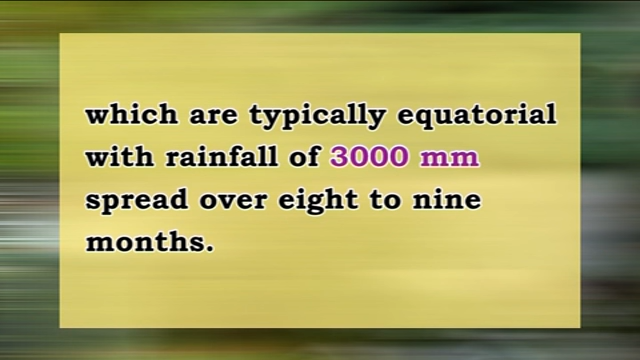 which are typically equatorial
with rainfall of 3000 mm
spread over eight to nine
months.